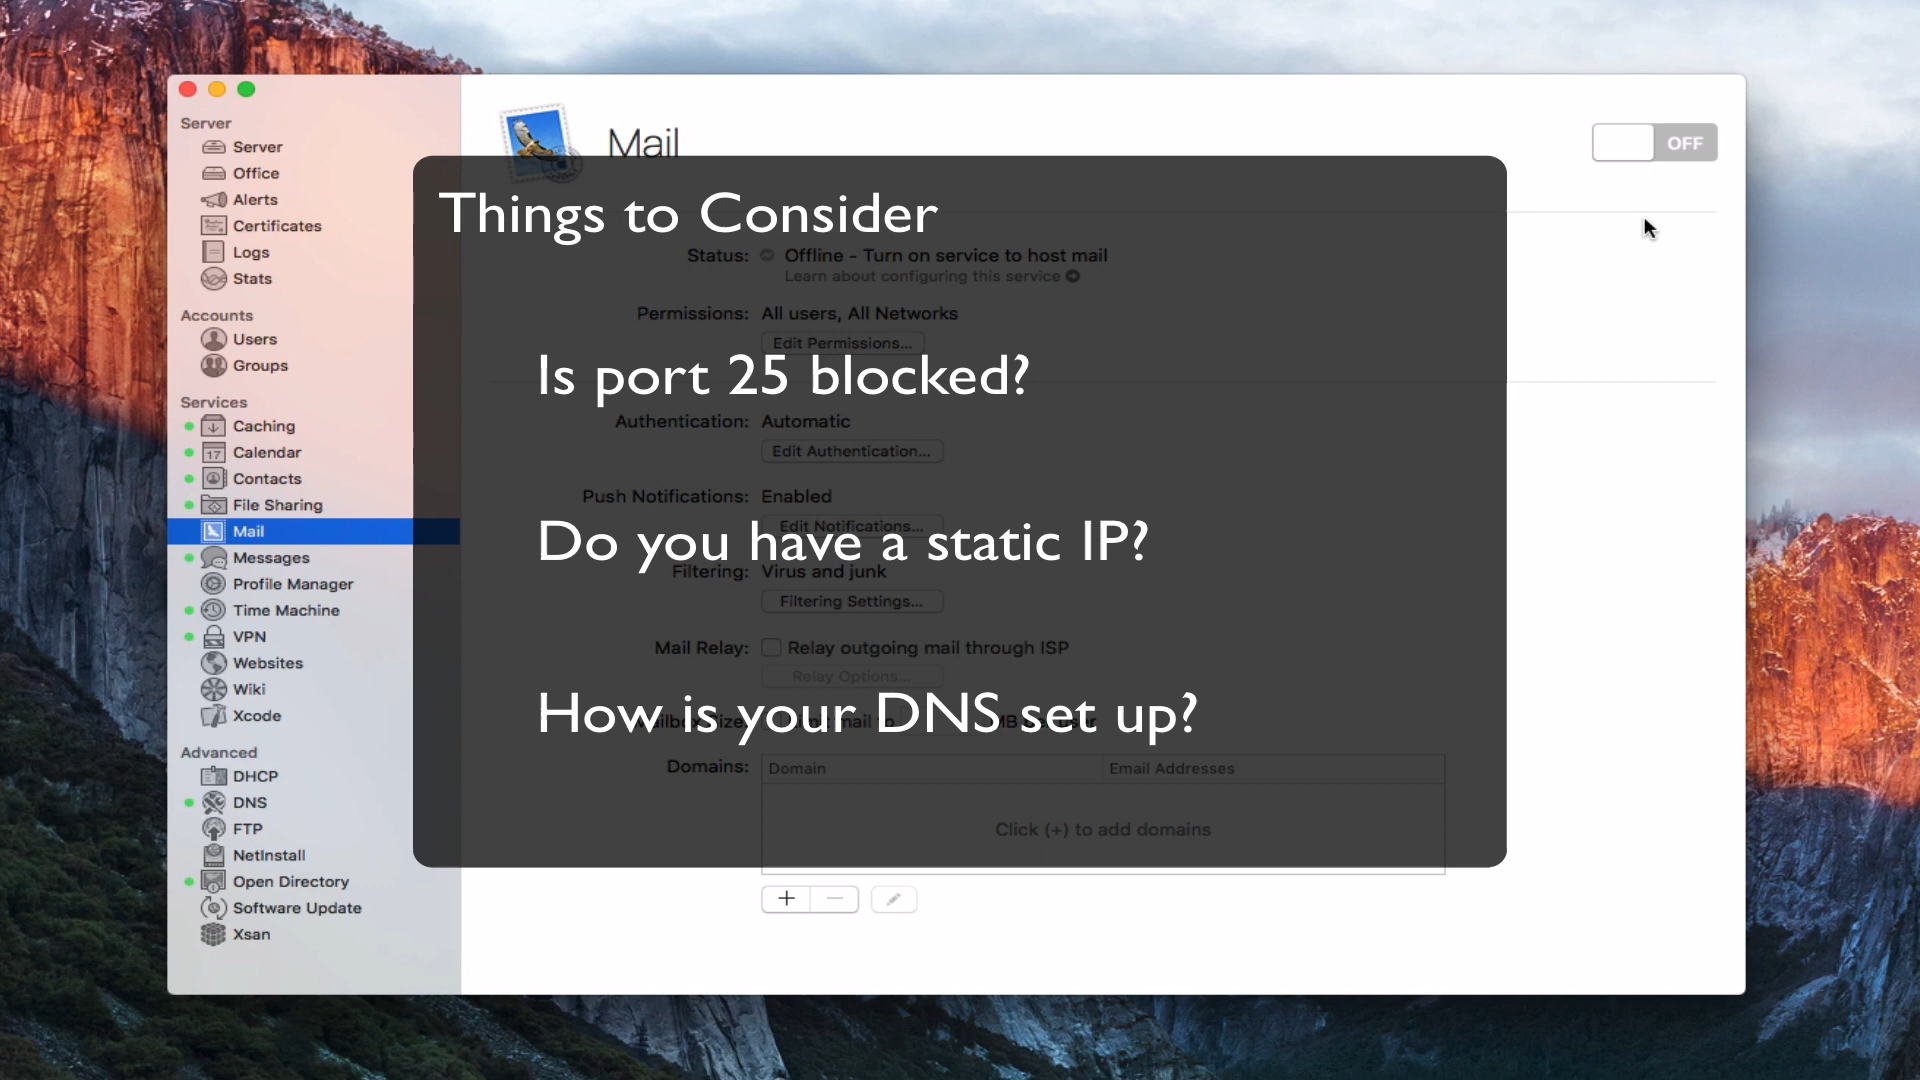 Server
Server
Office
Alerts
Certificates
Logs
Stats
Accounts
Users
Groups
Services
Caching
17 Calendar
Contacts
File Sharing
Mail
Messages
Profile Manager
Time Machine
VPN
Websites
Wiki
Xcode
Advanced
DHCP
DNS
FTP
NetInstall
Open Directory
Software Update
Xsan
Mail
OFF
Things to Consider
Status: Offline - Turn on service to host mail
Learn about configuring this service
Permissions: All users, All Networks
Edit Permissions...
Is port 25 blocked?
Authentication: Automatic
Edit Authentication...
Push Notifications: Enabled
Edit Notifications...
Do you have a static IP?
Filtering: Virus and junk
Filtering Settings...
Mail Relay: Relay outgoing mail through ISP
Relay Options...
How is your DNS set up?
Domains: Domain Email Addresses
Click (+) to add domains